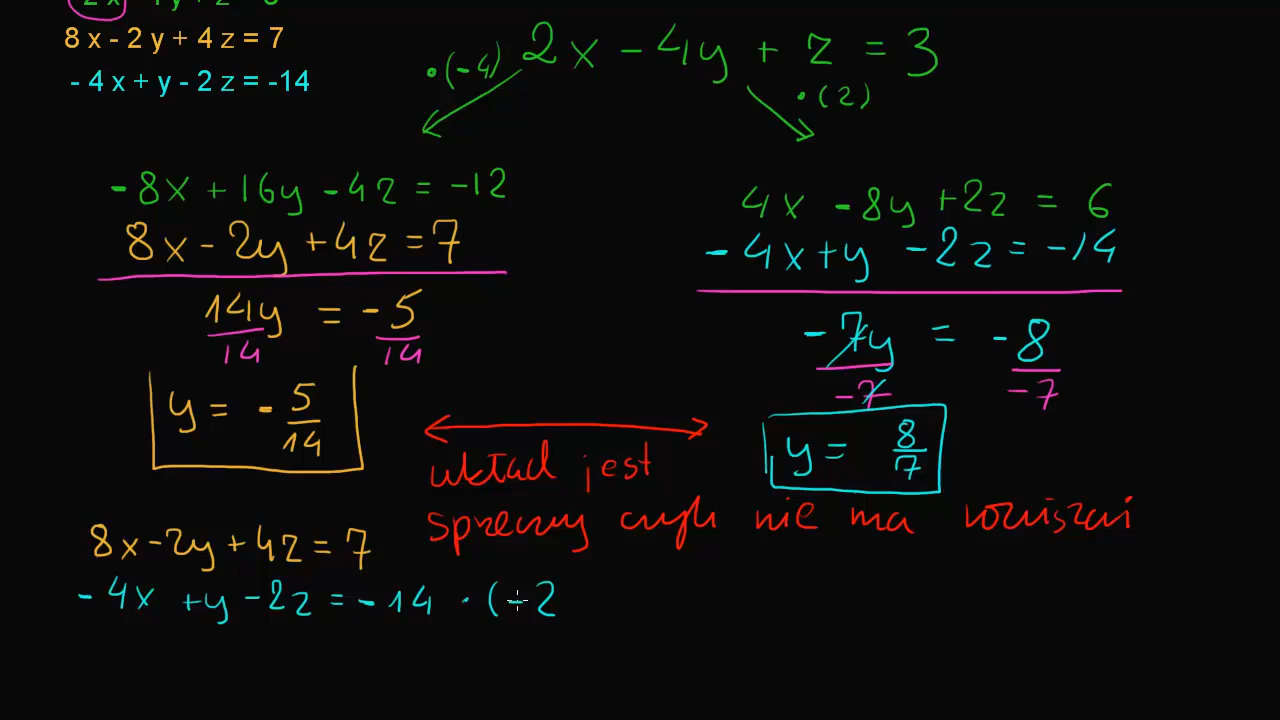 8 x - 2 y + 4 z = 7
- 4 x + y - 2 z = -14
2x - 4y + z = 3
·(-4)
·(2)
-8x + 16y - 4z = -12
8x - 2y + 4z = 7
14y = -5
14 14
y = - 5/14
4x - 8y + 2z = 6
-4x + y - 2z = -14
-7y = -8
-7 -7
y = 8/7
układ jest
sprzeczny czyli nie ma rozwiązań
8x - 2y + 4z = 7
-4x + y - 2z = -14 · (-2